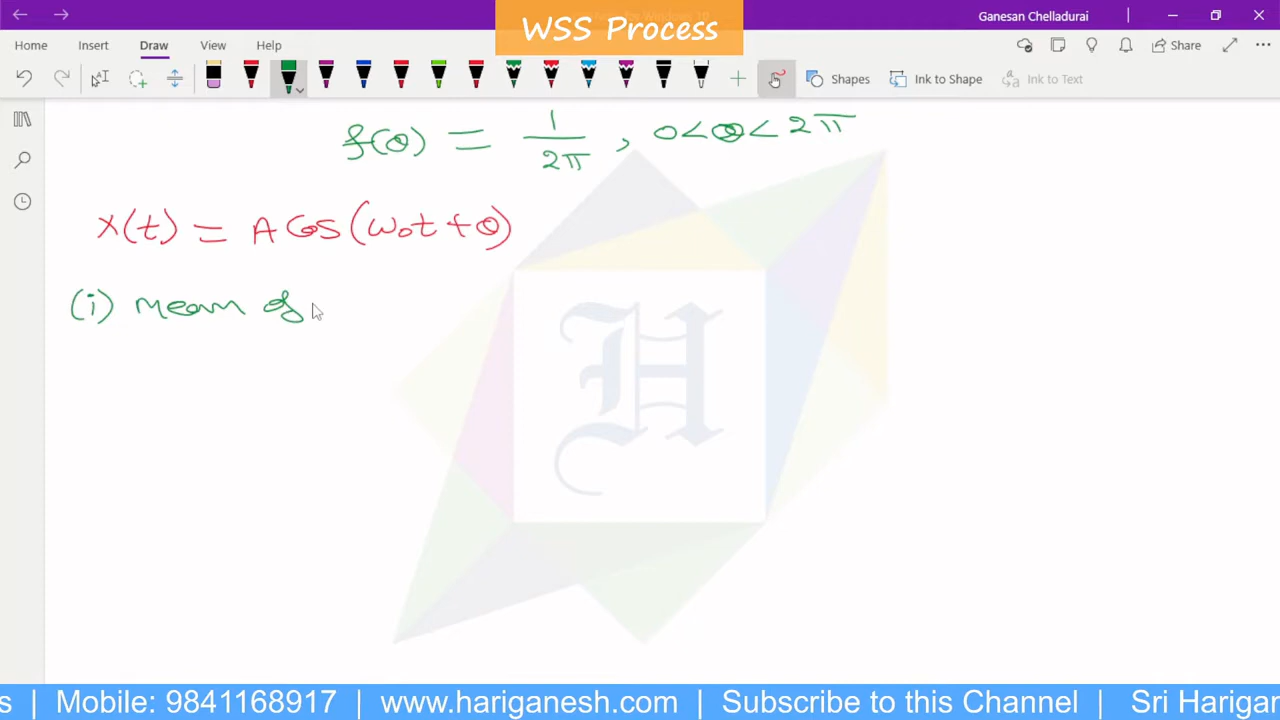 WSS Process
Ganesan Chelladurai
Home Insert Draw View Help
Share
Shapes Ink to Shape Ink to Text
f(θ) = 1/2π , 0<θ<2π
X(t) = A Cos(ω₀t + θ)
(i) mean of
H
s | Mobile: 9841168917 | www.hariganesh.com | Subscribe to this Channel | Sri Harigan